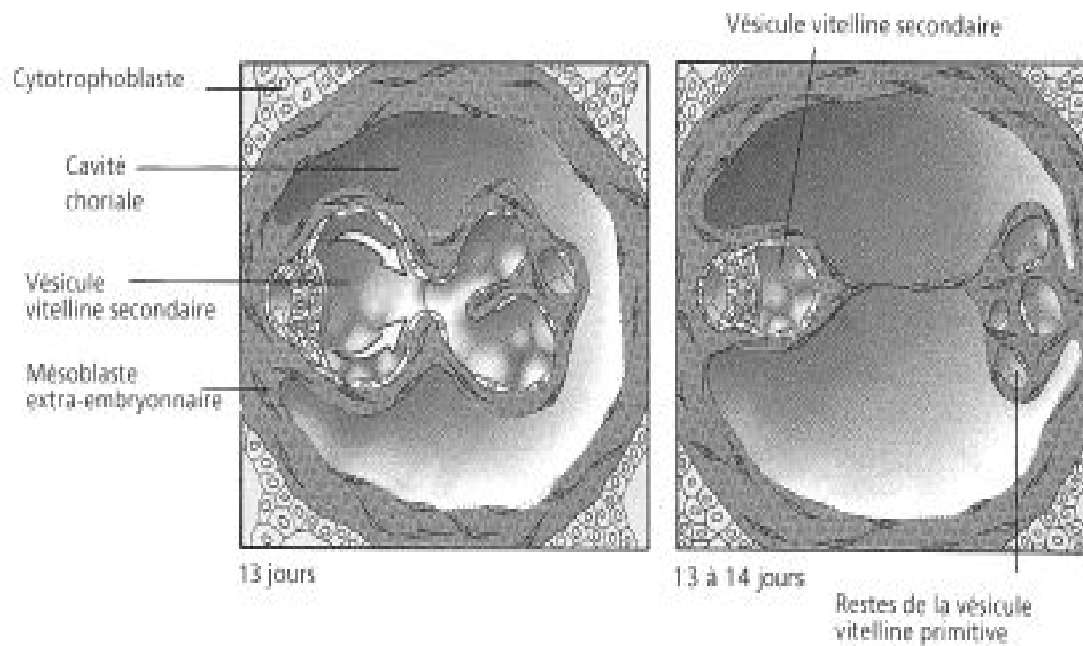 Vésicule vitelline secondaire
Cytotrophoblaste
Cavité
choriale
Vésicule
vitelline secondaire
Mésoblaste
extra-embryonnaire
13 jours
13 à 14 jours
Restes de la vésicule
vitelline primitive